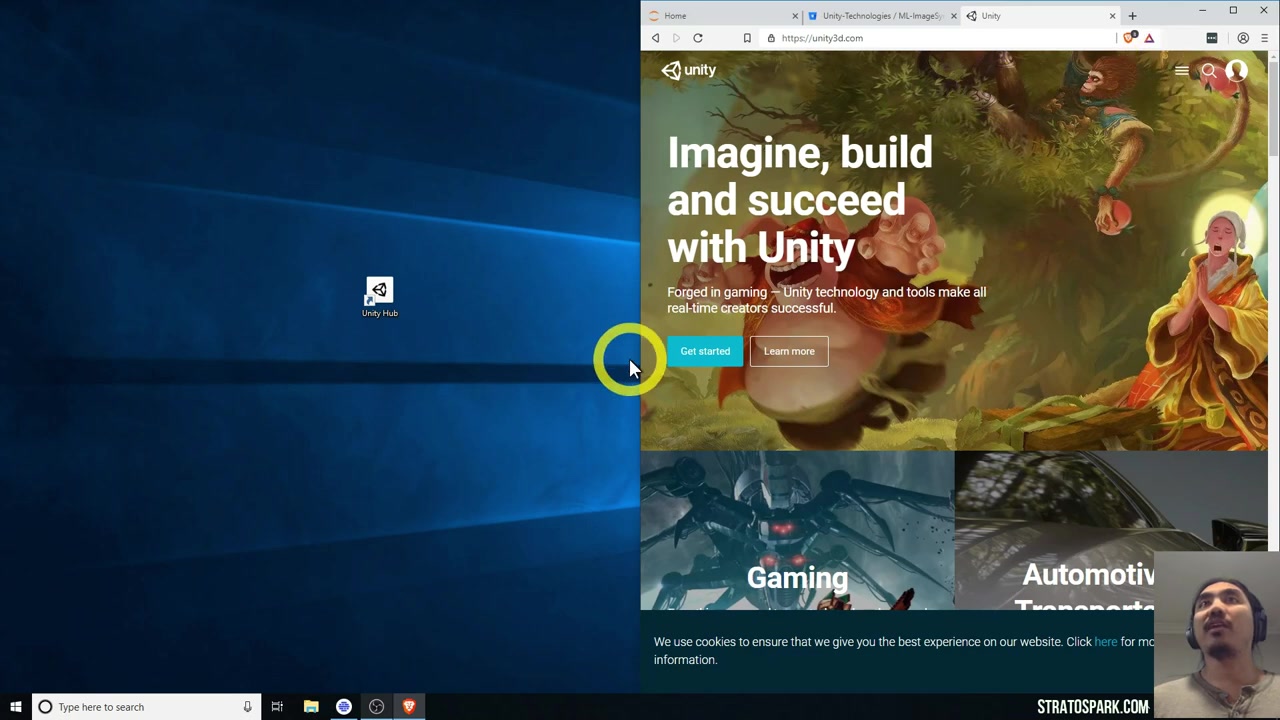 Home
Unity-Technologies / ML-ImageSy
Unity
https://unity3d.com
unity
Imagine, build
and succeed
with Unity
Forged in gaming — Unity technology and tools make all
real-time creators successful.
Get started
Learn more
Unity Hub
Gaming
Automotiv
Transporta
We use cookies to ensure that we give you the best experience on our website. Click here for mo
information.
Type here to search
STRATOSPARK.COM